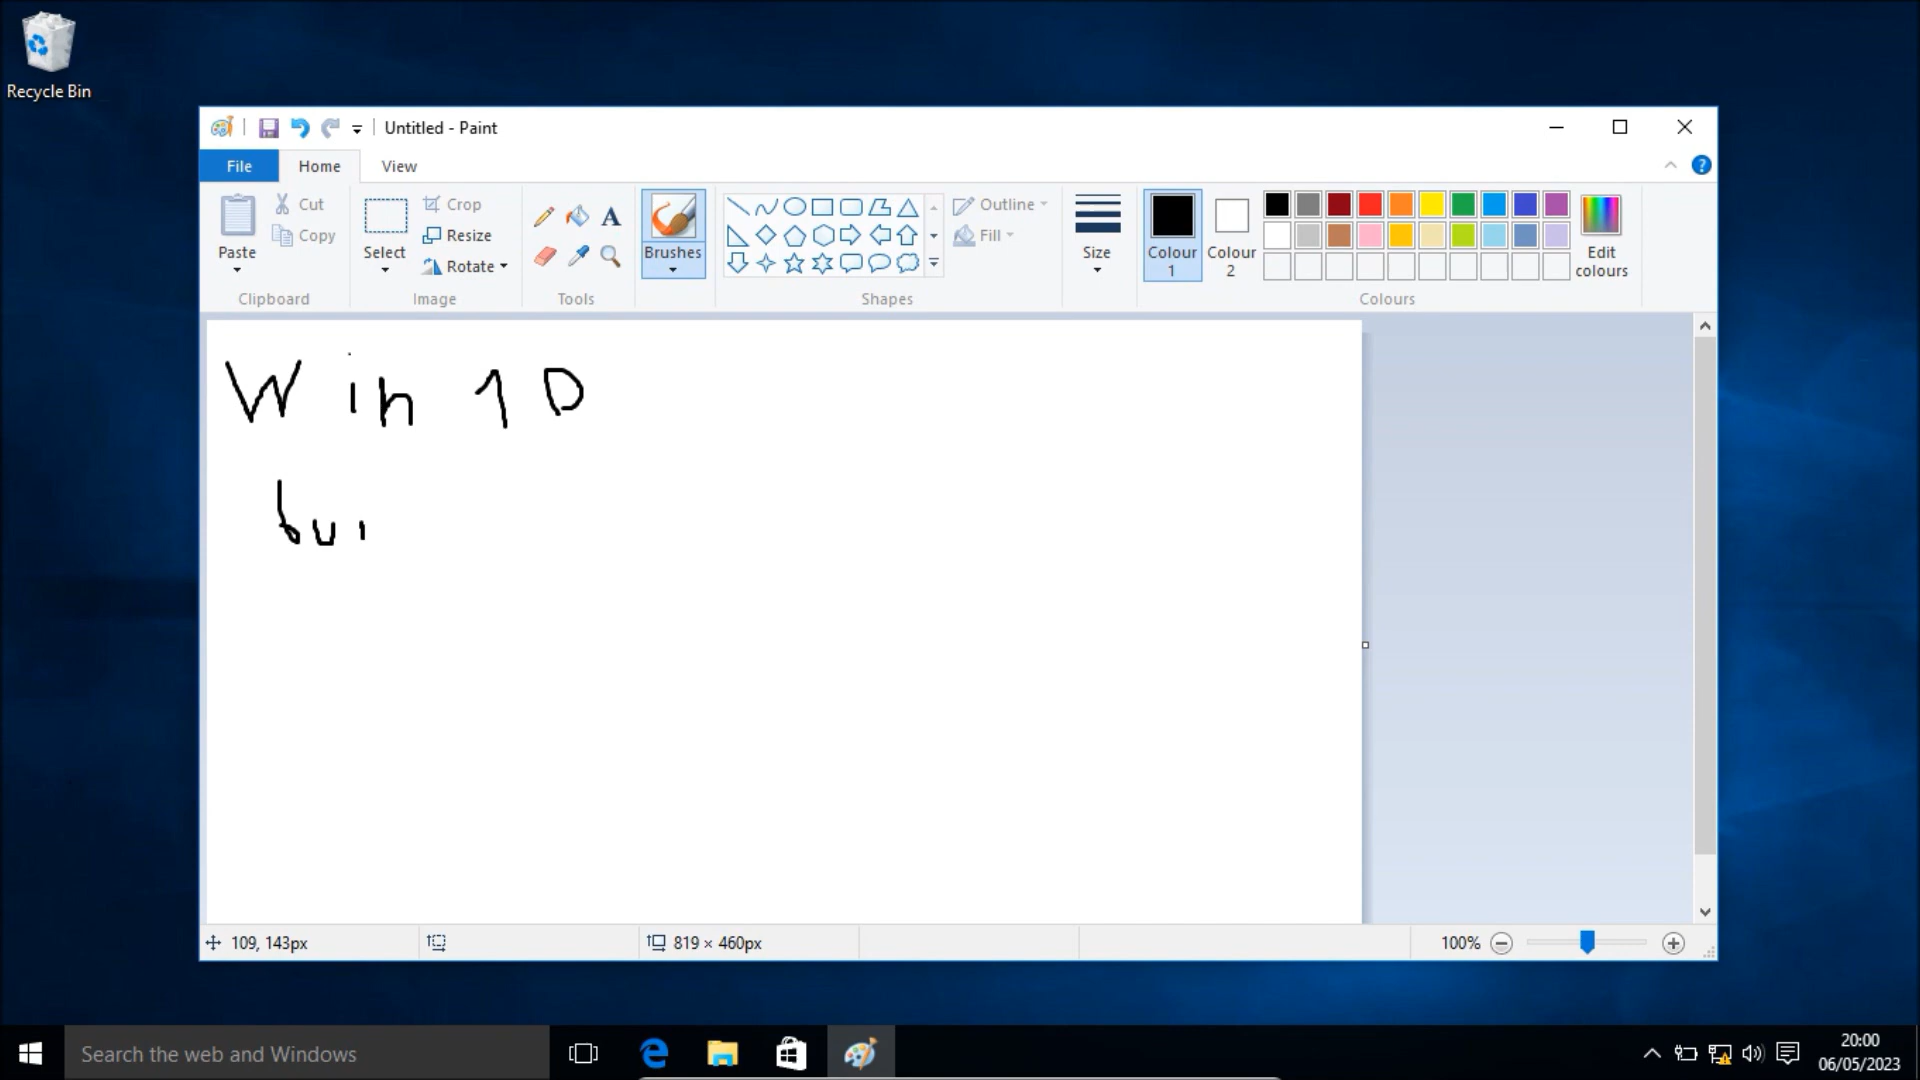 Recycle Bin
Untitled - Paint
File Home View
Paste
Cut
Copy
Clipboard
Select
Crop
Resize
Rotate
Image
A
Tools
Brushes
Outline
Fill
Shapes
Size
Colour 1
Colour 2
Edit colours
Colours
Win 10
bui
109, 143px
819 × 460px
100%
Search the web and Windows
20:00
06/05/2023